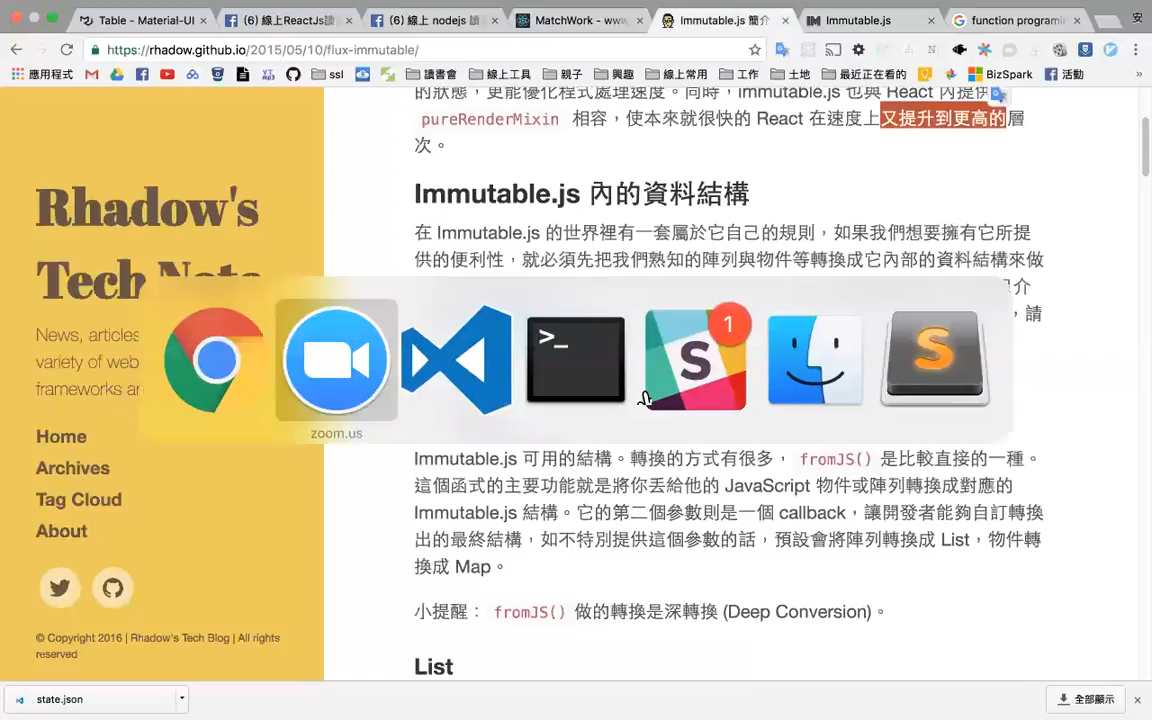 Table - Material-UI
(6) 線上ReactJs讀
(6) 線上 nodejs 讀
MatchWork - www
Immutable.js 簡介
Immutable.js
function programi
安
https://rhadow.github.io/2015/05/10/flux-immutable/
應用程式
ssl
讀書會
線上工具
親子
興趣
線上常用
工作
土地
最近正在看的
BizSpark
活動
»
的狀態，更能優化程式處理速度。同時，immutable.js 也與 React 內提供
pureRenderMixin 相容，使本來就很快的 React 在速度上又提升到更高的層
次。
Rhadow's
Tech Note
News, articles
variety of web
frameworks an
Home
Archives
Tag Cloud
About
© Copyright 2016 | Rhadow's Tech Blog | All rights
reserved
Immutable.js 內的資料結構
在 Immutable.js 的世界裡有一套屬於它自己的規則，如果我們想要擁有它所提
供的便利性，就必須先把我們熟知的陣列與物件等轉換成它內部的資料結構來做
介
，請
>_
1
S
S
zoom.us
Immutable.js 可用的結構。轉換的方式有很多， fromJS() 是比較直接的一種。
這個函式的主要功能就是將你丟給他的 JavaScript 物件或陣列轉換成對應的
Immutable.js 結構。它的第二個參數則是一個 callback，讓開發者能夠自訂轉換
出的最終結構，如不特別提供這個參數的話，預設會將陣列轉換成 List，物件轉
換成 Map。
小提醒： fromJS() 做的轉換是深轉換 (Deep Conversion)。
List
state.json
全部顯示